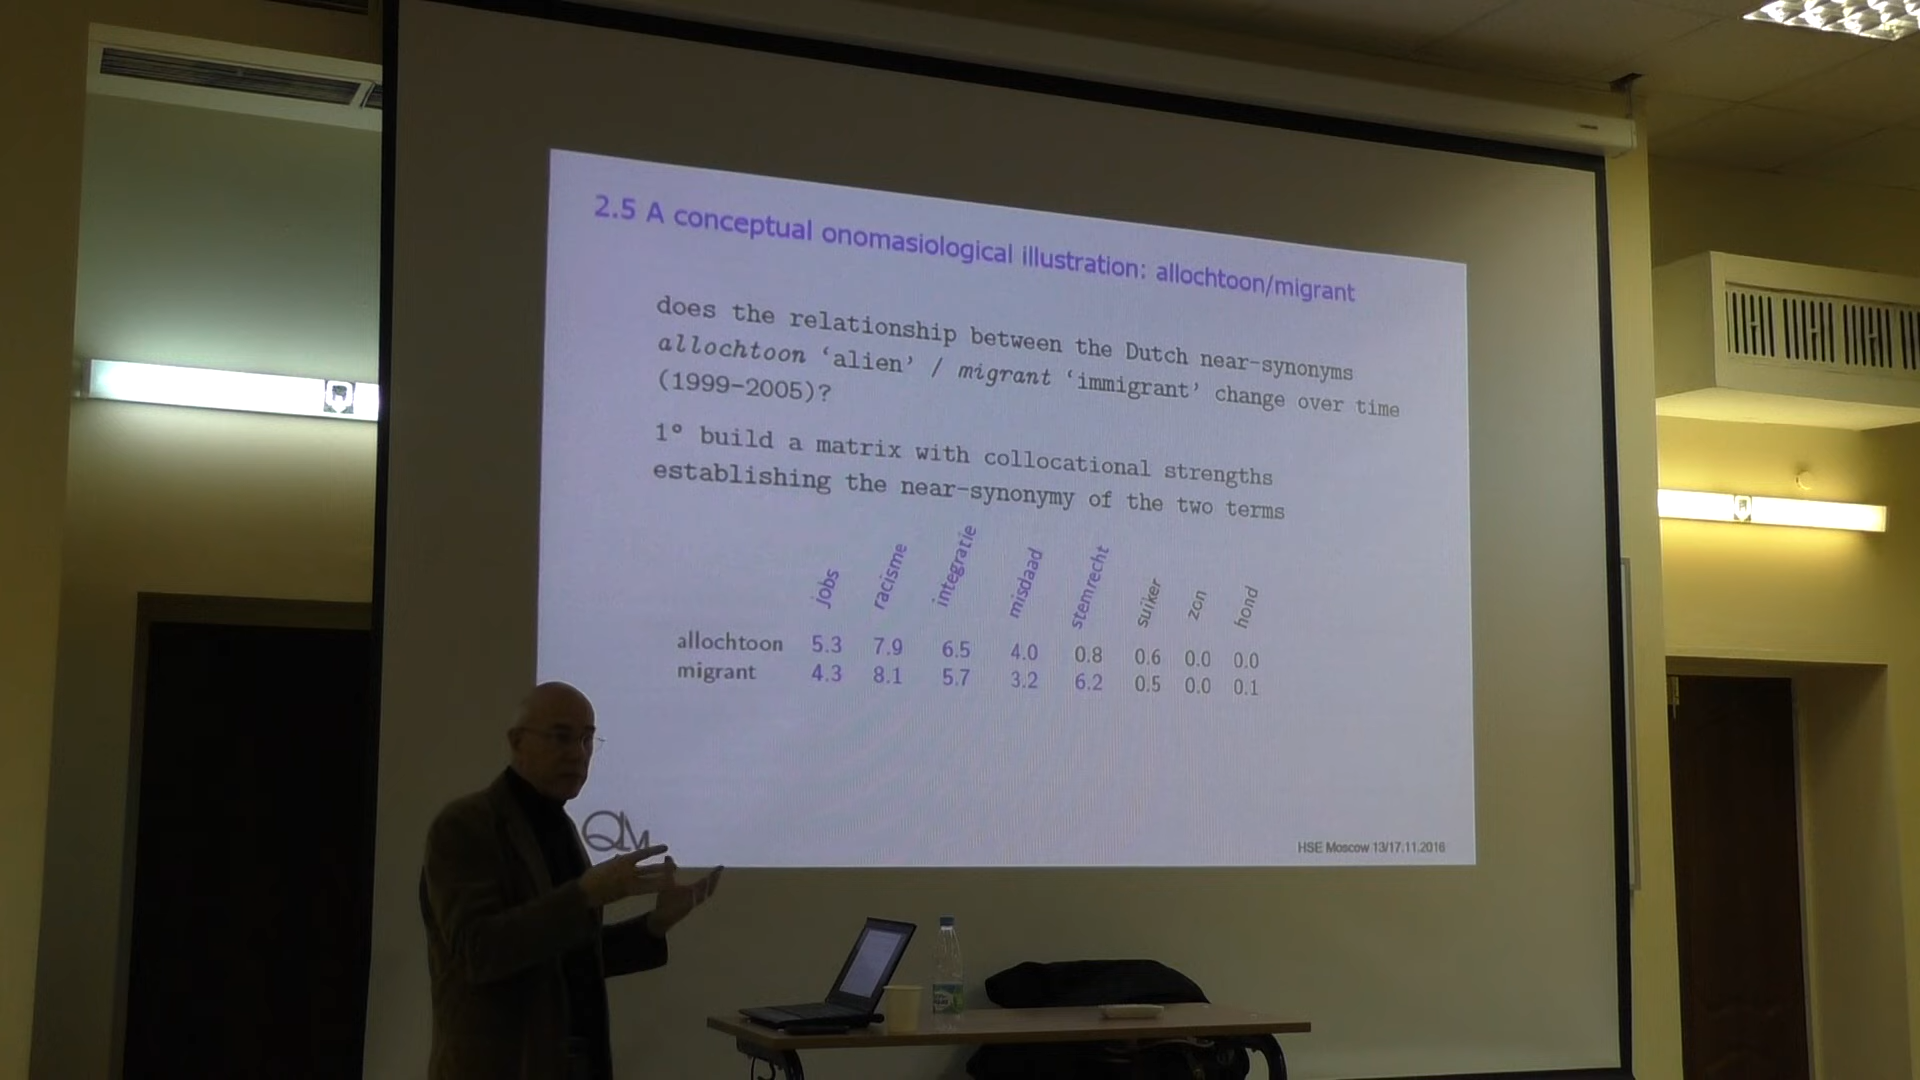 2.5 A conceptual onomasiological illustration: allochtoon/migrant
does the relationship between the Dutch near-synonyms
allochtoon ‘alien’ / migrant ‘immigrant’ change over time
(1999-2005)?
1° build a matrix with collocational strengths
establishing the near-synonymy of the two terms
jobs racisme integratie misdaad stemrecht suiker zon hond
allochtoon 5.3 7.9 6.5 4.0 0.8 0.6 0.0 0.0
migrant 4.3 8.1 5.7 3.2 6.2 0.5 0.0 0.1
HSE Moscow 13/17.11.2016